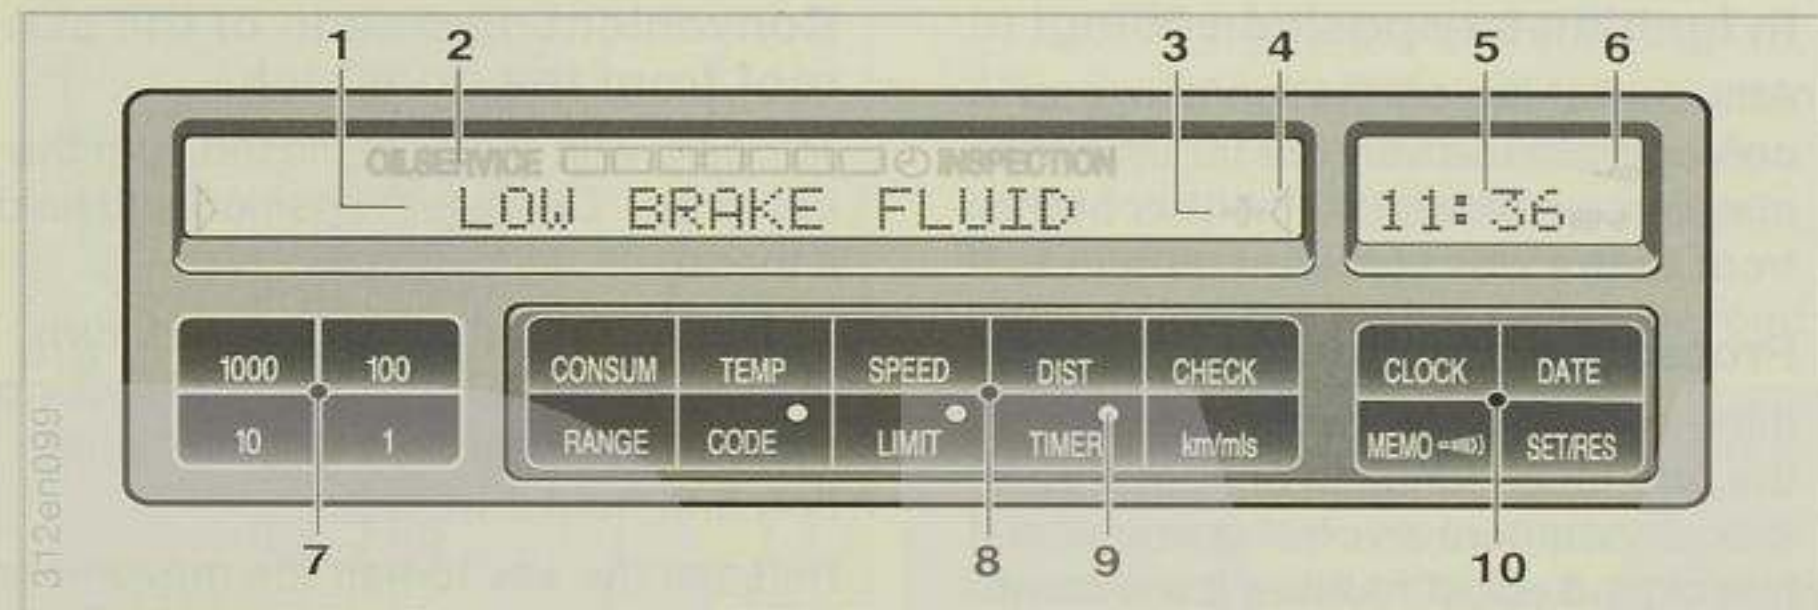 1 2 3 4 5 6
OILSERVICE INSPECTION
LOW BRAKE FLUID 11:36
1000 100 CONSUM TEMP SPEED DIST CHECK CLOCK DATE
10 1 RANGE CODE LIMIT TIMER km/mls MEMO SET/RES
7 8 9 10
312en099